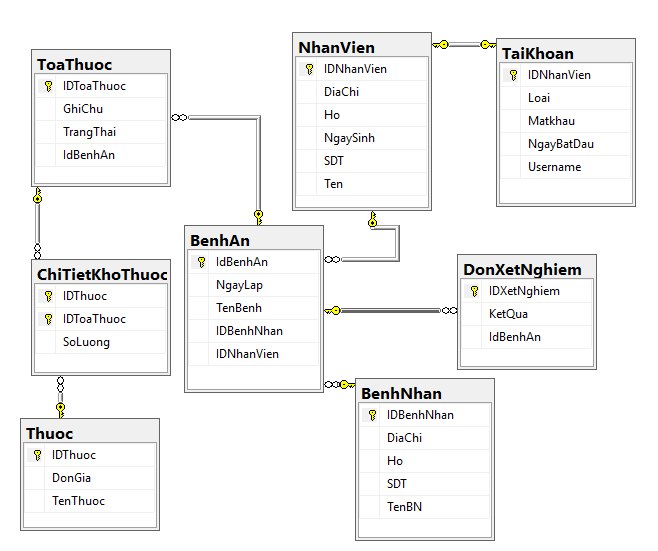 ToaThuoc
IDToaThuoc
GhiChu
TrangThai
IdBenhAn
NhanVien
IDNhanVien
DiaChi
Ho
NgaySinh
SDT
Ten
TaiKhoan
IDNhanVien
Loai
Matkhau
NgayBatDau
Username
BenhAn
IdBenhAn
NgayLap
TenBenh
IDBenhNhan
IDNhanVien
ChiTietKhoThuoc
IDThuoc
IDToaThuoc
SoLuong
DonXetNghiem
IDXetNghiem
KetQua
IdBenhAn
Thuoc
IDThuoc
DonGia
TenThuoc
BenhNhan
IDBenhNhan
DiaChi
Ho
SDT
TenBN